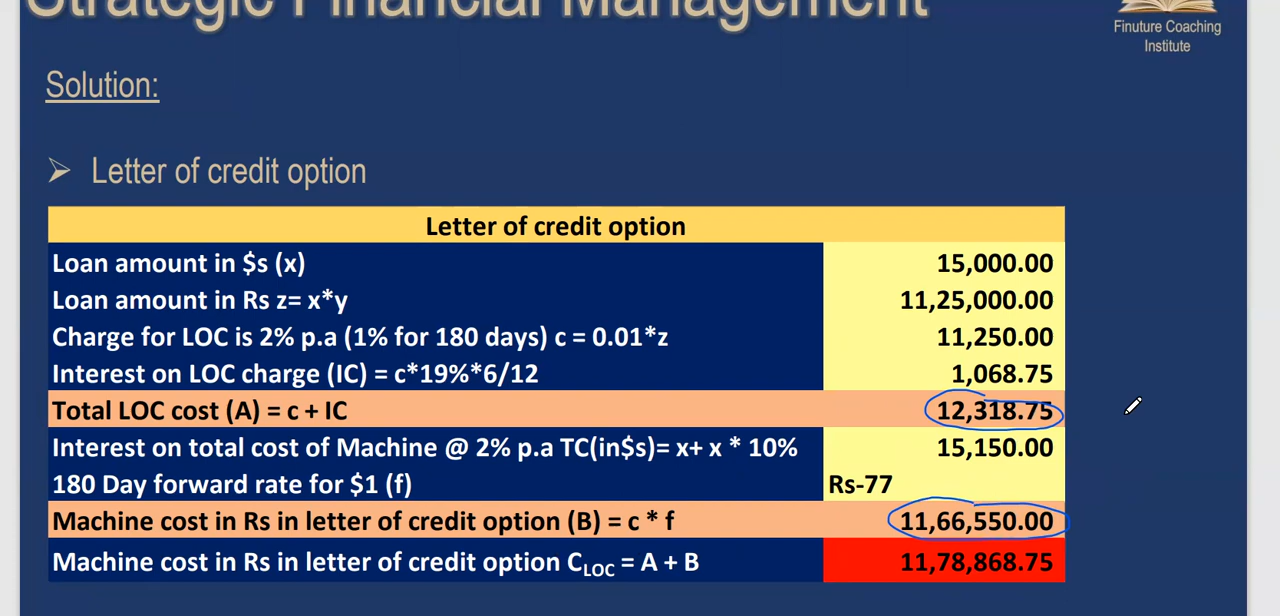 Strategic Financial Management
Finuture Coaching
Institute
Solution:
➢ Letter of credit option
Letter of credit option
Loan amount in $s (x) 15,000.00
Loan amount in Rs z= x*y 11,25,000.00
Charge for LOC is 2% p.a (1% for 180 days) c = 0.01*z 11,250.00
Interest on LOC charge (IC) = c*19%*6/12 1,068.75
Total LOC cost (A) = c + IC 12,318.75
Interest on total cost of Machine @ 2% p.a TC(in$s)= x+ x * 10% 15,150.00
180 Day forward rate for $1 (f) Rs-77
Machine cost in Rs in letter of credit option (B) = c * f 11,66,550.00
Machine cost in Rs in letter of credit option CLOC = A + B 11,78,868.75